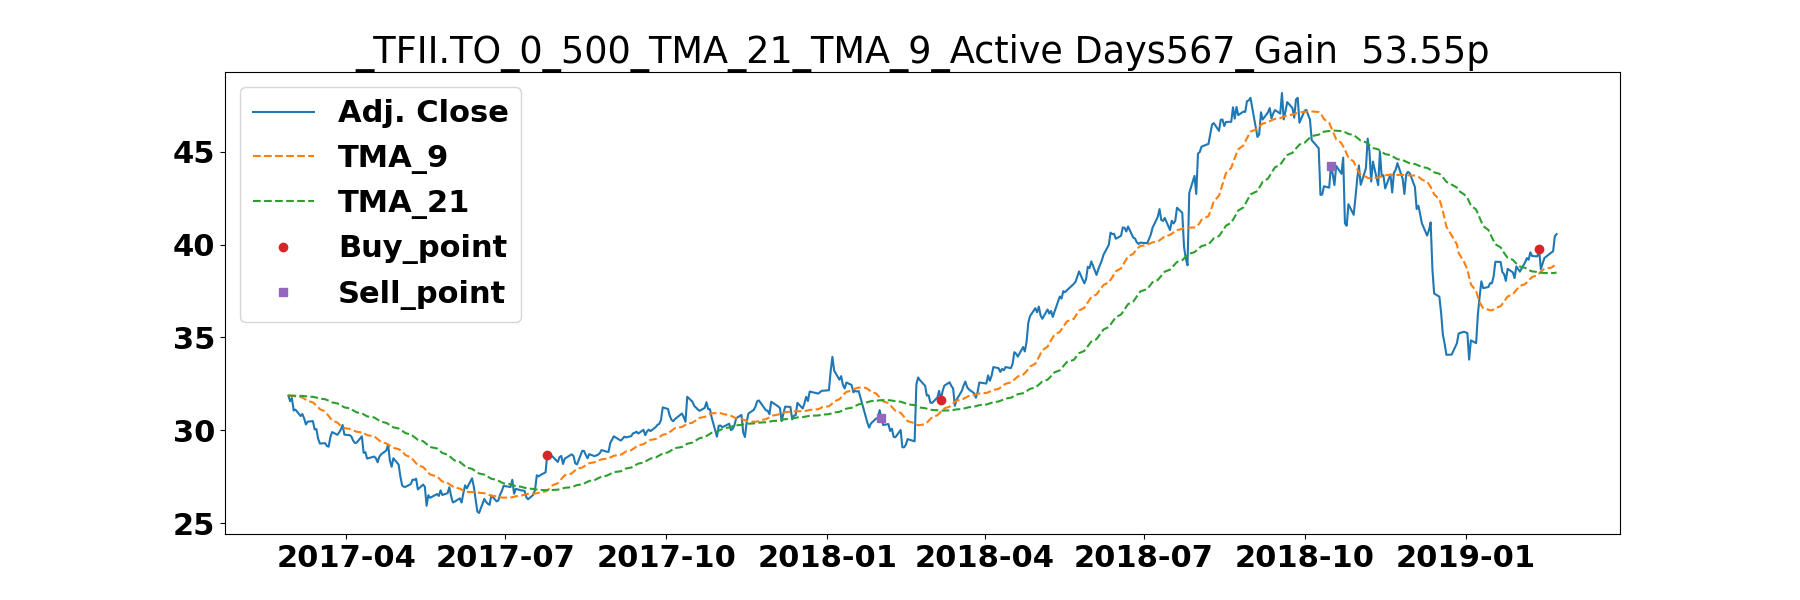 _TFII.TO_0_500_TMA_21_TMA_9_Active Days567_Gain  53.55p
Adj. Close
TMA_9
TMA_21
Buy_point
Sell_point
45
40
35
30
25
2017-04 2017-07 2017-10 2018-01 2018-04 2018-07 2018-10 2019-01